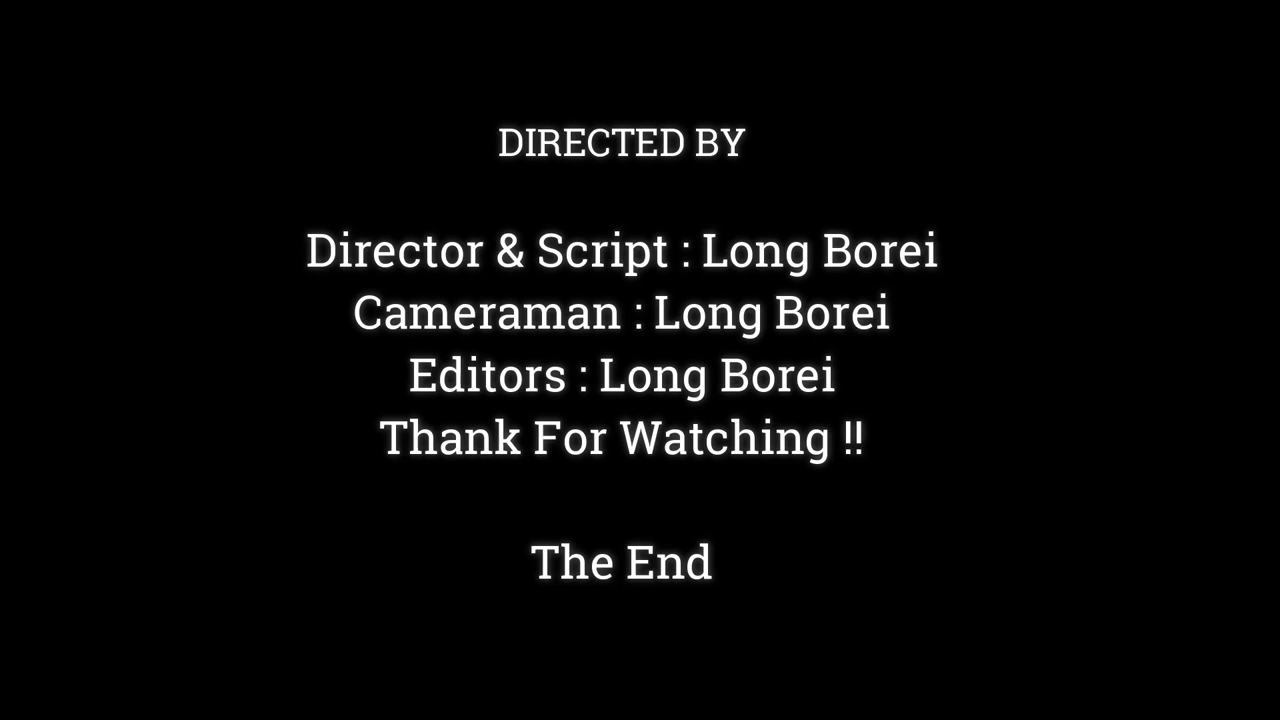 DIRECTED BY
Director & Script : Long Borei
Cameraman : Long Borei
Editors : Long Borei
Thank For Watching !!
The End